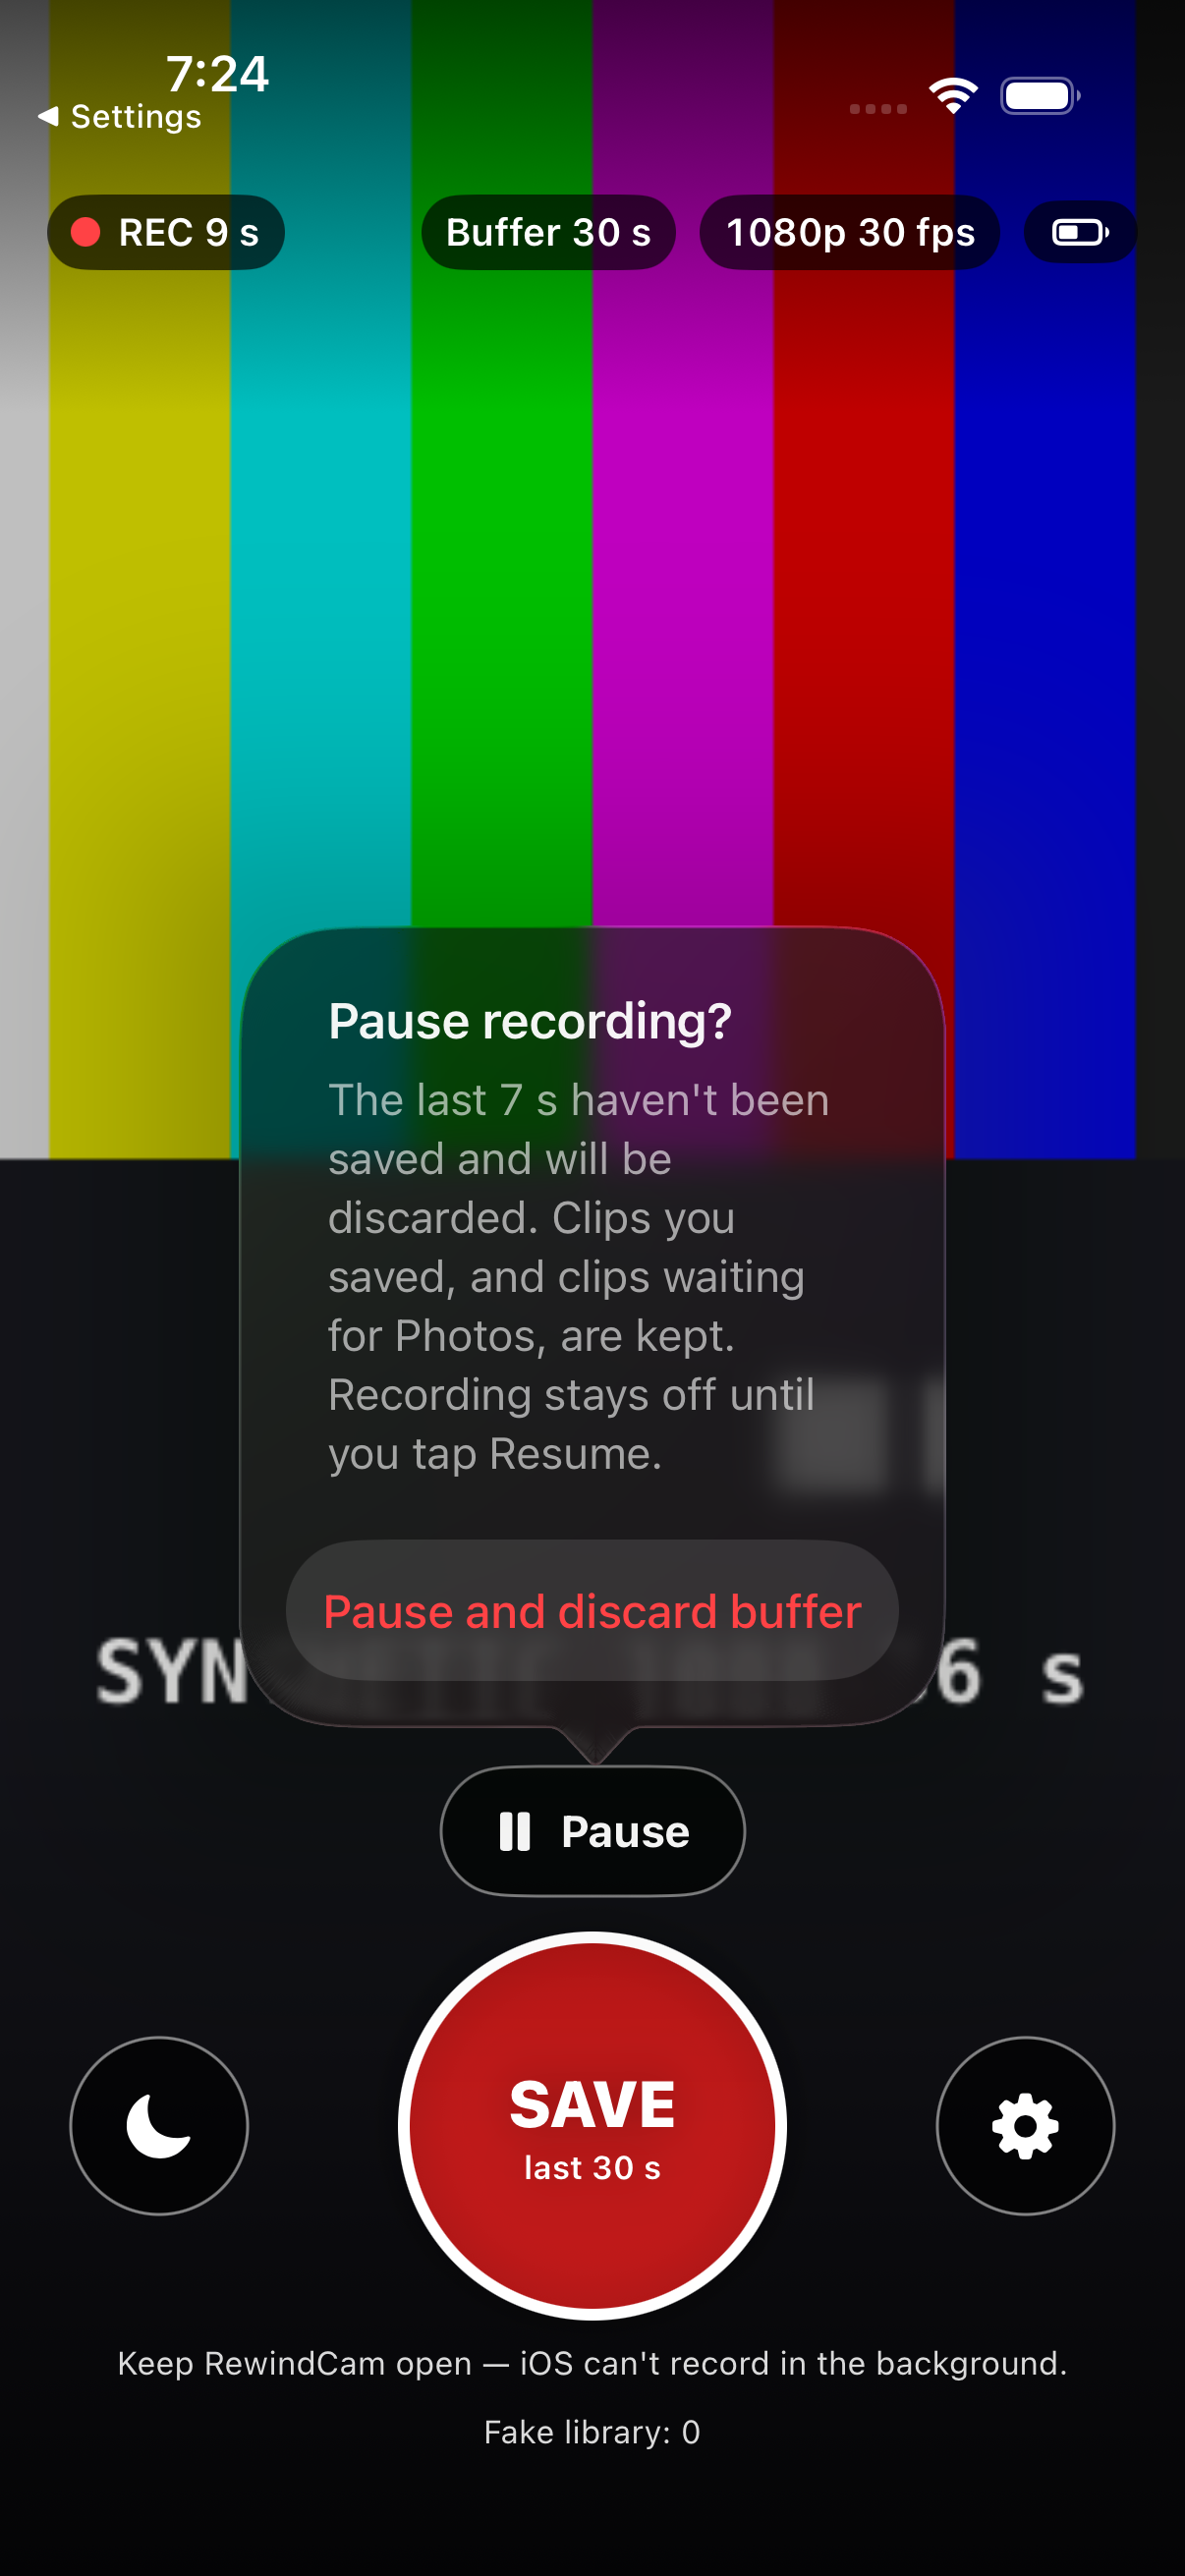 7:24
Settings
REC 9 s
Buffer 30 s
1080p 30 fps
Pause recording?
The last 7 s haven't been
saved and will be
discarded. Clips you
saved, and clips waiting
for Photos, are kept.
Recording stays off until
you tap Resume.
Pause and discard buffer
s
Pause
SAVE
last 30 s
Keep RewindCam open — iOS can't record in the background.
Fake library: 0